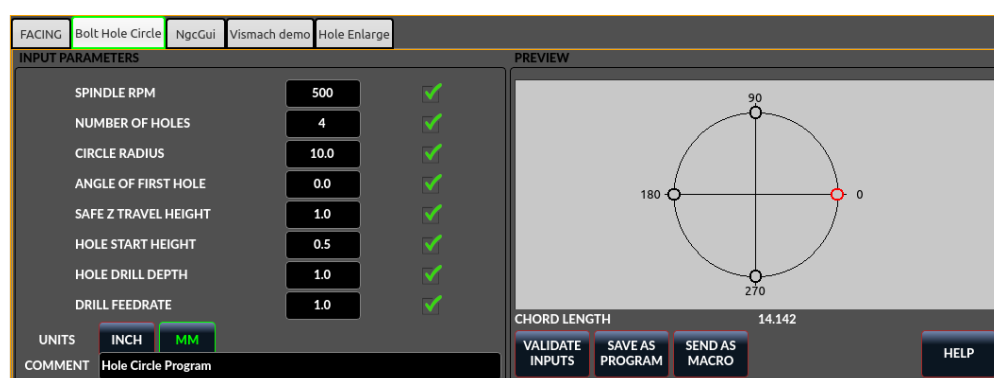 FACING Bolt Hole Circle NgcGui Vismach demo Hole Enlarge
INPUT PARAMETERS
SPINDLE RPM 500
NUMBER OF HOLES 4
CIRCLE RADIUS 10.0
ANGLE OF FIRST HOLE 0.0
SAFE Z TRAVEL HEIGHT 1.0
HOLE START HEIGHT 0.5
HOLE DRILL DEPTH 1.0
DRILL FEEDRATE 1.0
UNITS INCH MM
COMMENT Hole Circle Program
PREVIEW
90
180 0
270
CHORD LENGTH 14.142
VALIDATE INPUTS SAVE AS PROGRAM SEND AS MACRO HELP